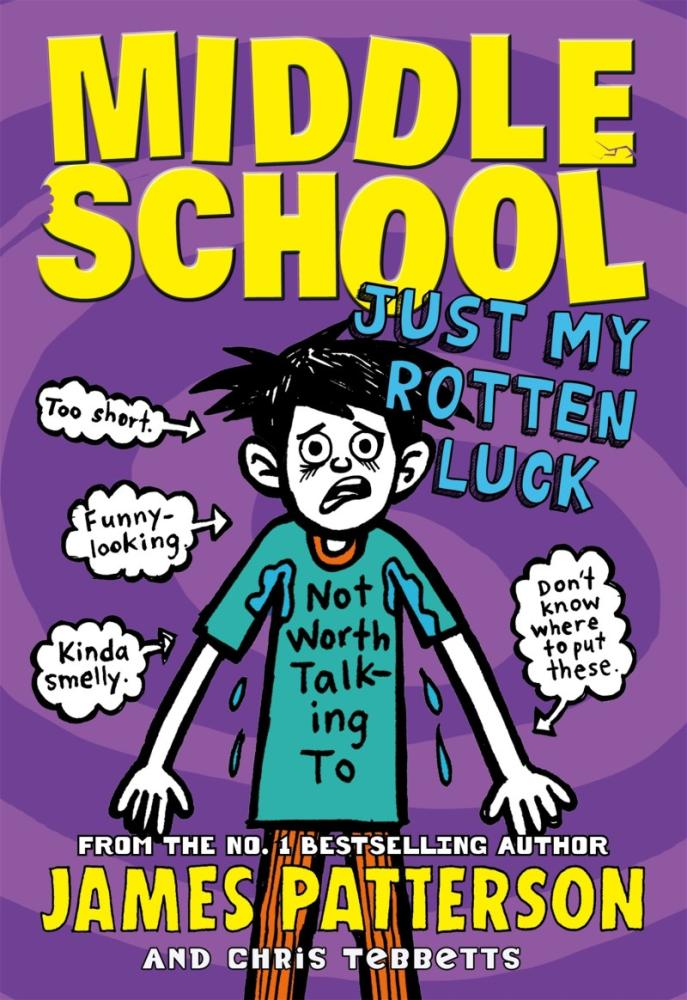 MIDDLE
SCHOOL
JUST MY
ROTTEN
LUCK
Too short.
Funny-
looking.
Kinda
smelly.
Not
Worth
Talk-
ing
To
Don't
know
where
to put
these.
FROM THE NO. 1 BESTSELLING AUTHOR
JAMES PATTERSON
AND CHRiS TeBBeTTS